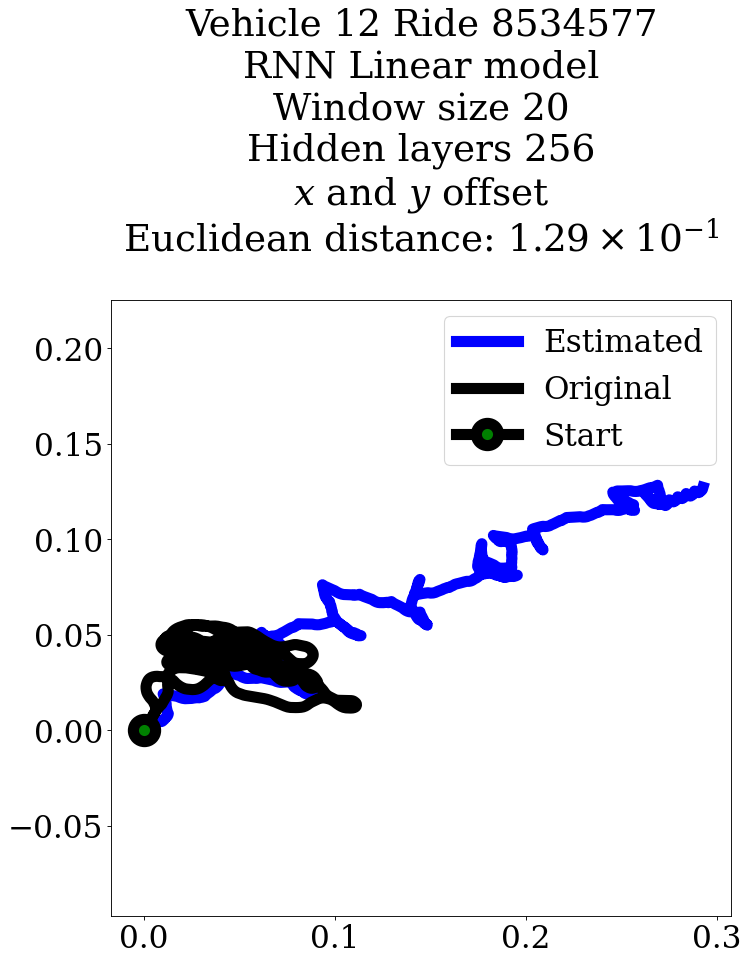 Vehicle 12 Ride 8534577
RNN Linear model
Window size 20
Hidden layers 256
x and y offset
Euclidean distance: 1.29 × 10⁻¹
Estimated
Original
Start
0.20
0.15
0.10
0.05
0.00
−0.05
0.0 0.1 0.2 0.3